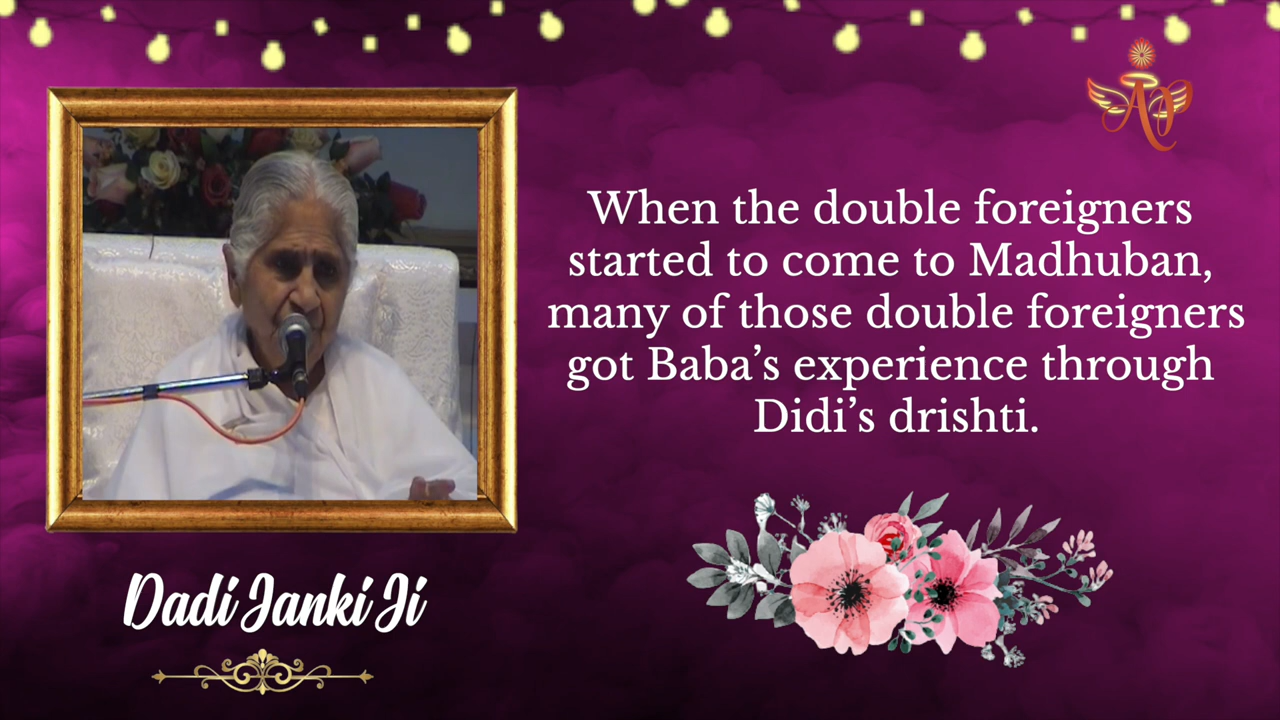 When the double foreigners
started to come to Madhuban,
many of those double foreigners
got Baba’s experience through
Didi’s drishti.
Dadi Janki Ji